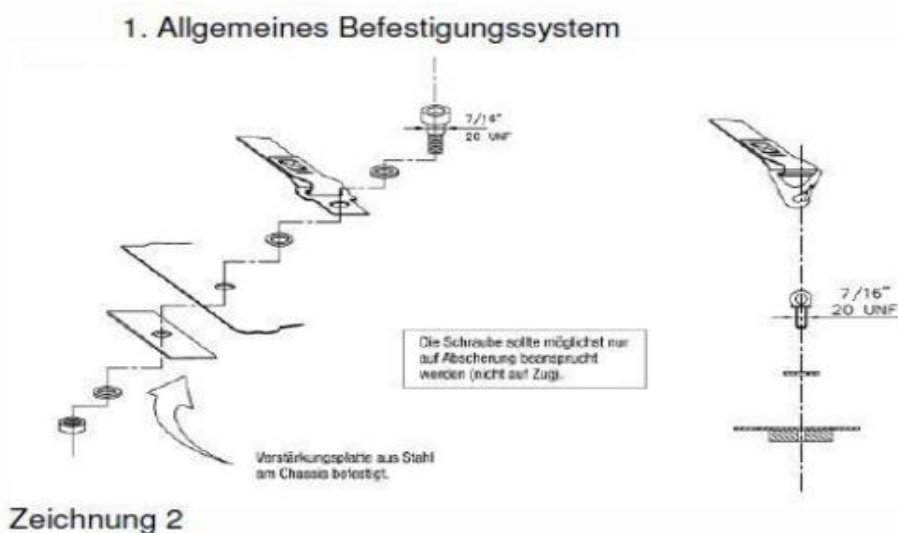 1. Allgemeines Befestigungssystem
7/16"
20 UNF
7/16"
20 UNF
Die Schraube sollte möglichst nur
auf Abscherung beansprucht
werden (nicht auf Zug).
Verstärkungsplatte aus Stahl
am Chassis befestigt.
Zeichnung 2